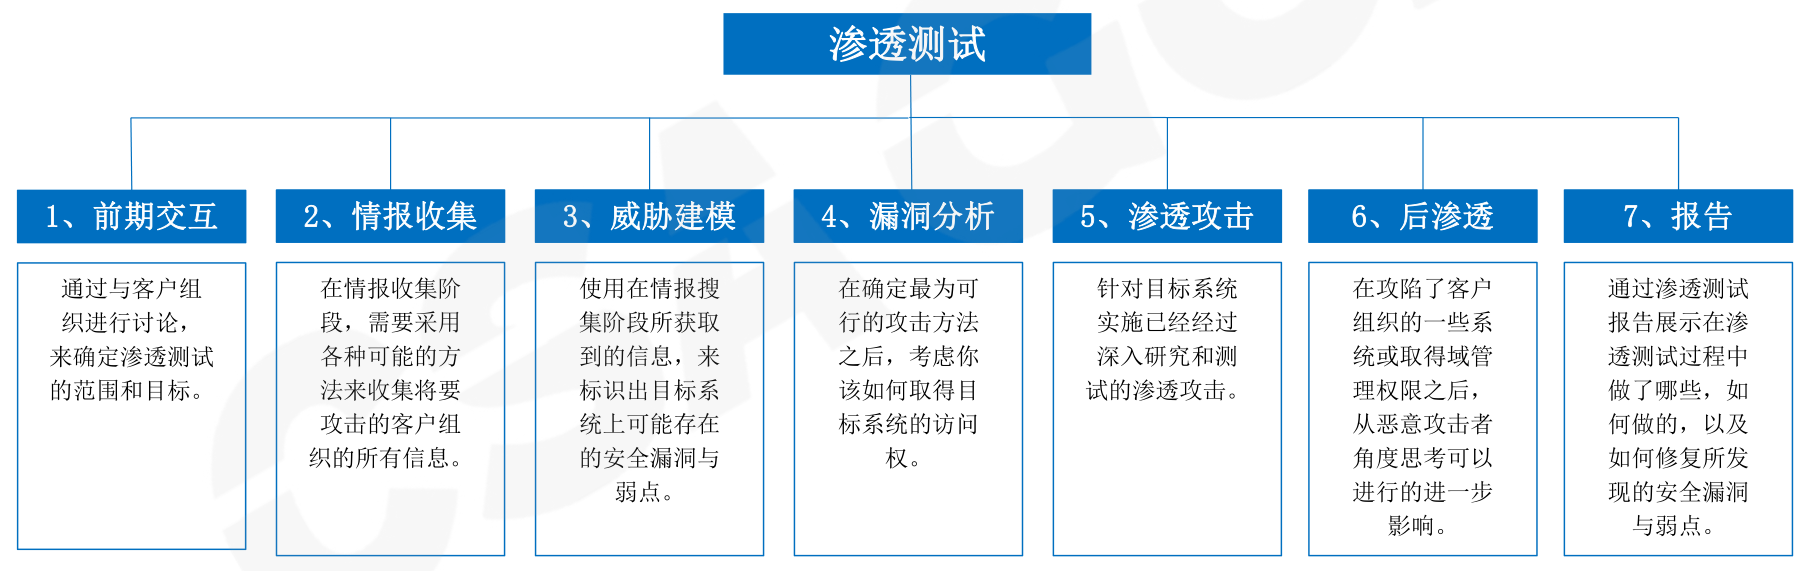 渗透测试
1、前期交互
通过与客户组
织进行讨论，
来确定渗透测试
的范围和目标。
2、情报收集
在情报收集阶
段，需要采用
各种可能的方
法来收集将要
攻击的客户组
织的所有信息。
3、威胁建模
使用在情报搜
集阶段所获取
到的信息，来
标识出目标系
统上可能存在
的安全漏洞与
弱点。
4、漏洞分析
在确定最为可
行的攻击方法
之后，考虑你
该如何取得目
标系统的访问
权。
5、渗透攻击
针对目标系统
实施已经经过
深入研究和测
试的渗透攻击。
6、后渗透
在攻陷了客户
组织的一些系
统或取得域管
理权限之后，
从恶意攻击者
角度思考可以
进行的进一步
影响。
7、报告
通过渗透测试
报告展示在渗
透测试过程中
做了哪些，如
何做的，以及
如何修复所发
现的安全漏洞
与弱点。